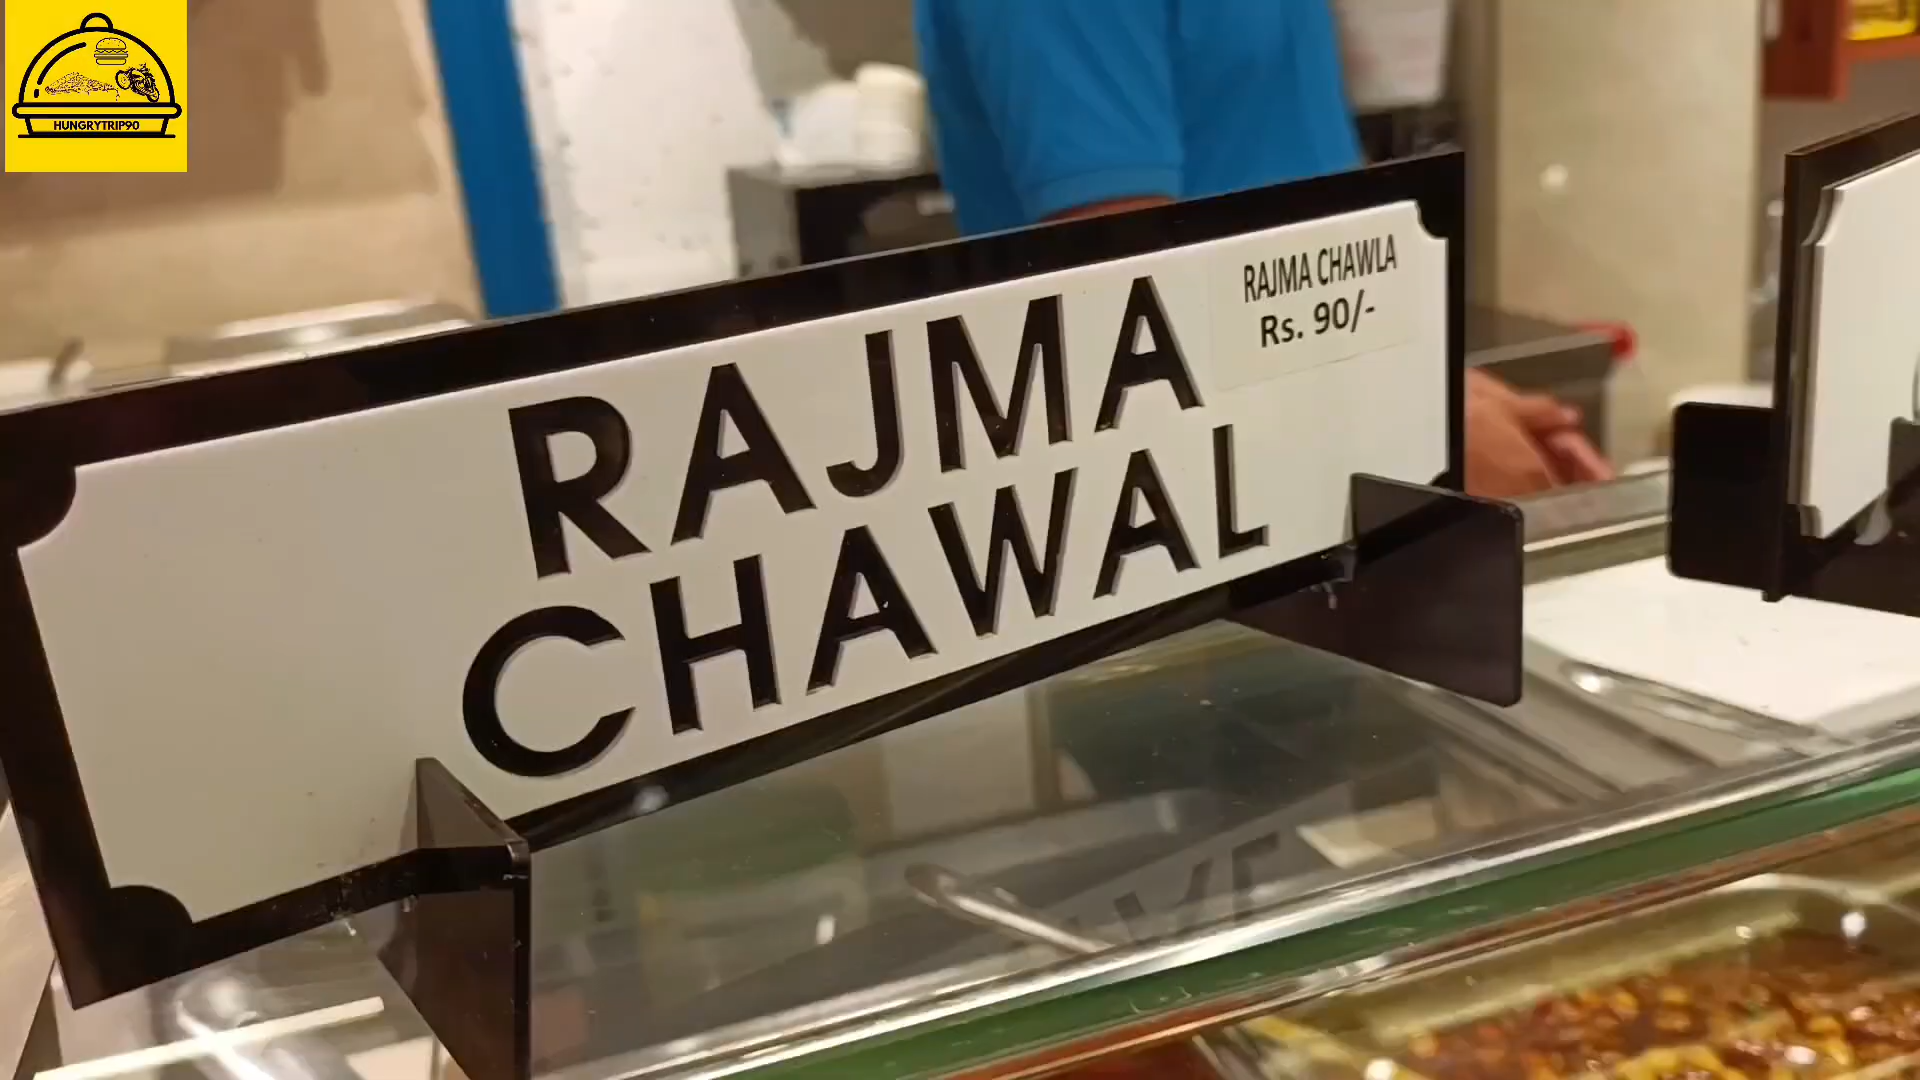 HUNGRYTRIP90
RAJMA CHAWLA
Rs. 90/-
RAJMA
CHAWAL